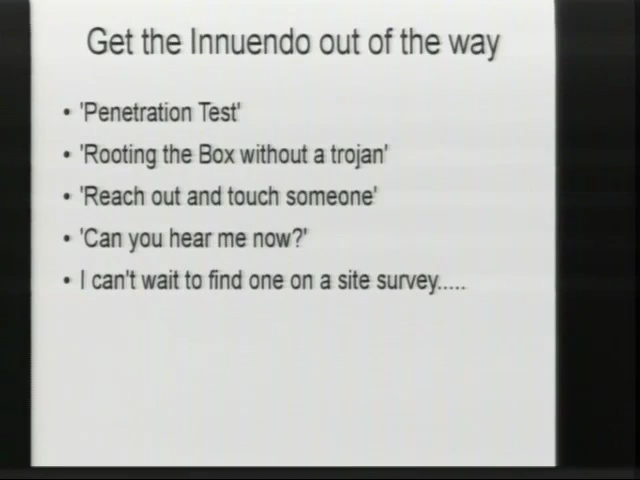 Get the Innuendo out of the way
• 'Penetration Test'
• 'Rooting the Box without a trojan'
• 'Reach out and touch someone'
• 'Can you hear me now?'
• I can't wait to find one on a site survey.....